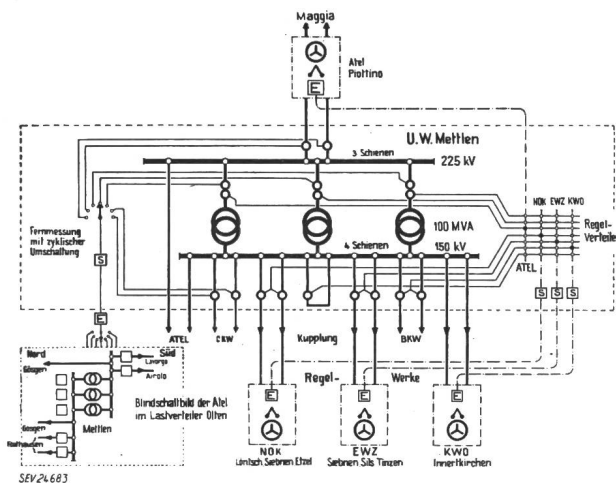 Maggia
Atel
Piottino
E
U.W. Mettlen
3 Schienen
225 kV
NOK EWZ KWO
Fernmessung
mit zyklischer
Umschaltung
100 MVA
Regel-
Verteiler
4 Schienen
150 kV
S
ATEL
S S S
E
ATEL
CKW
Kupplung
BKW
Nord
Süd
Lavorgo
Gösgen
Airolo
Regel - Werke
Blindschaltbild der Atel
im Lastverteiler Olten
Mettlen
E E E
Gösgen
Rathausen
NOK
EWZ
KWO
Löntsch Siebnen Etzel
Siebnen Sils Tinzen
Innertkirchen
SEV24683